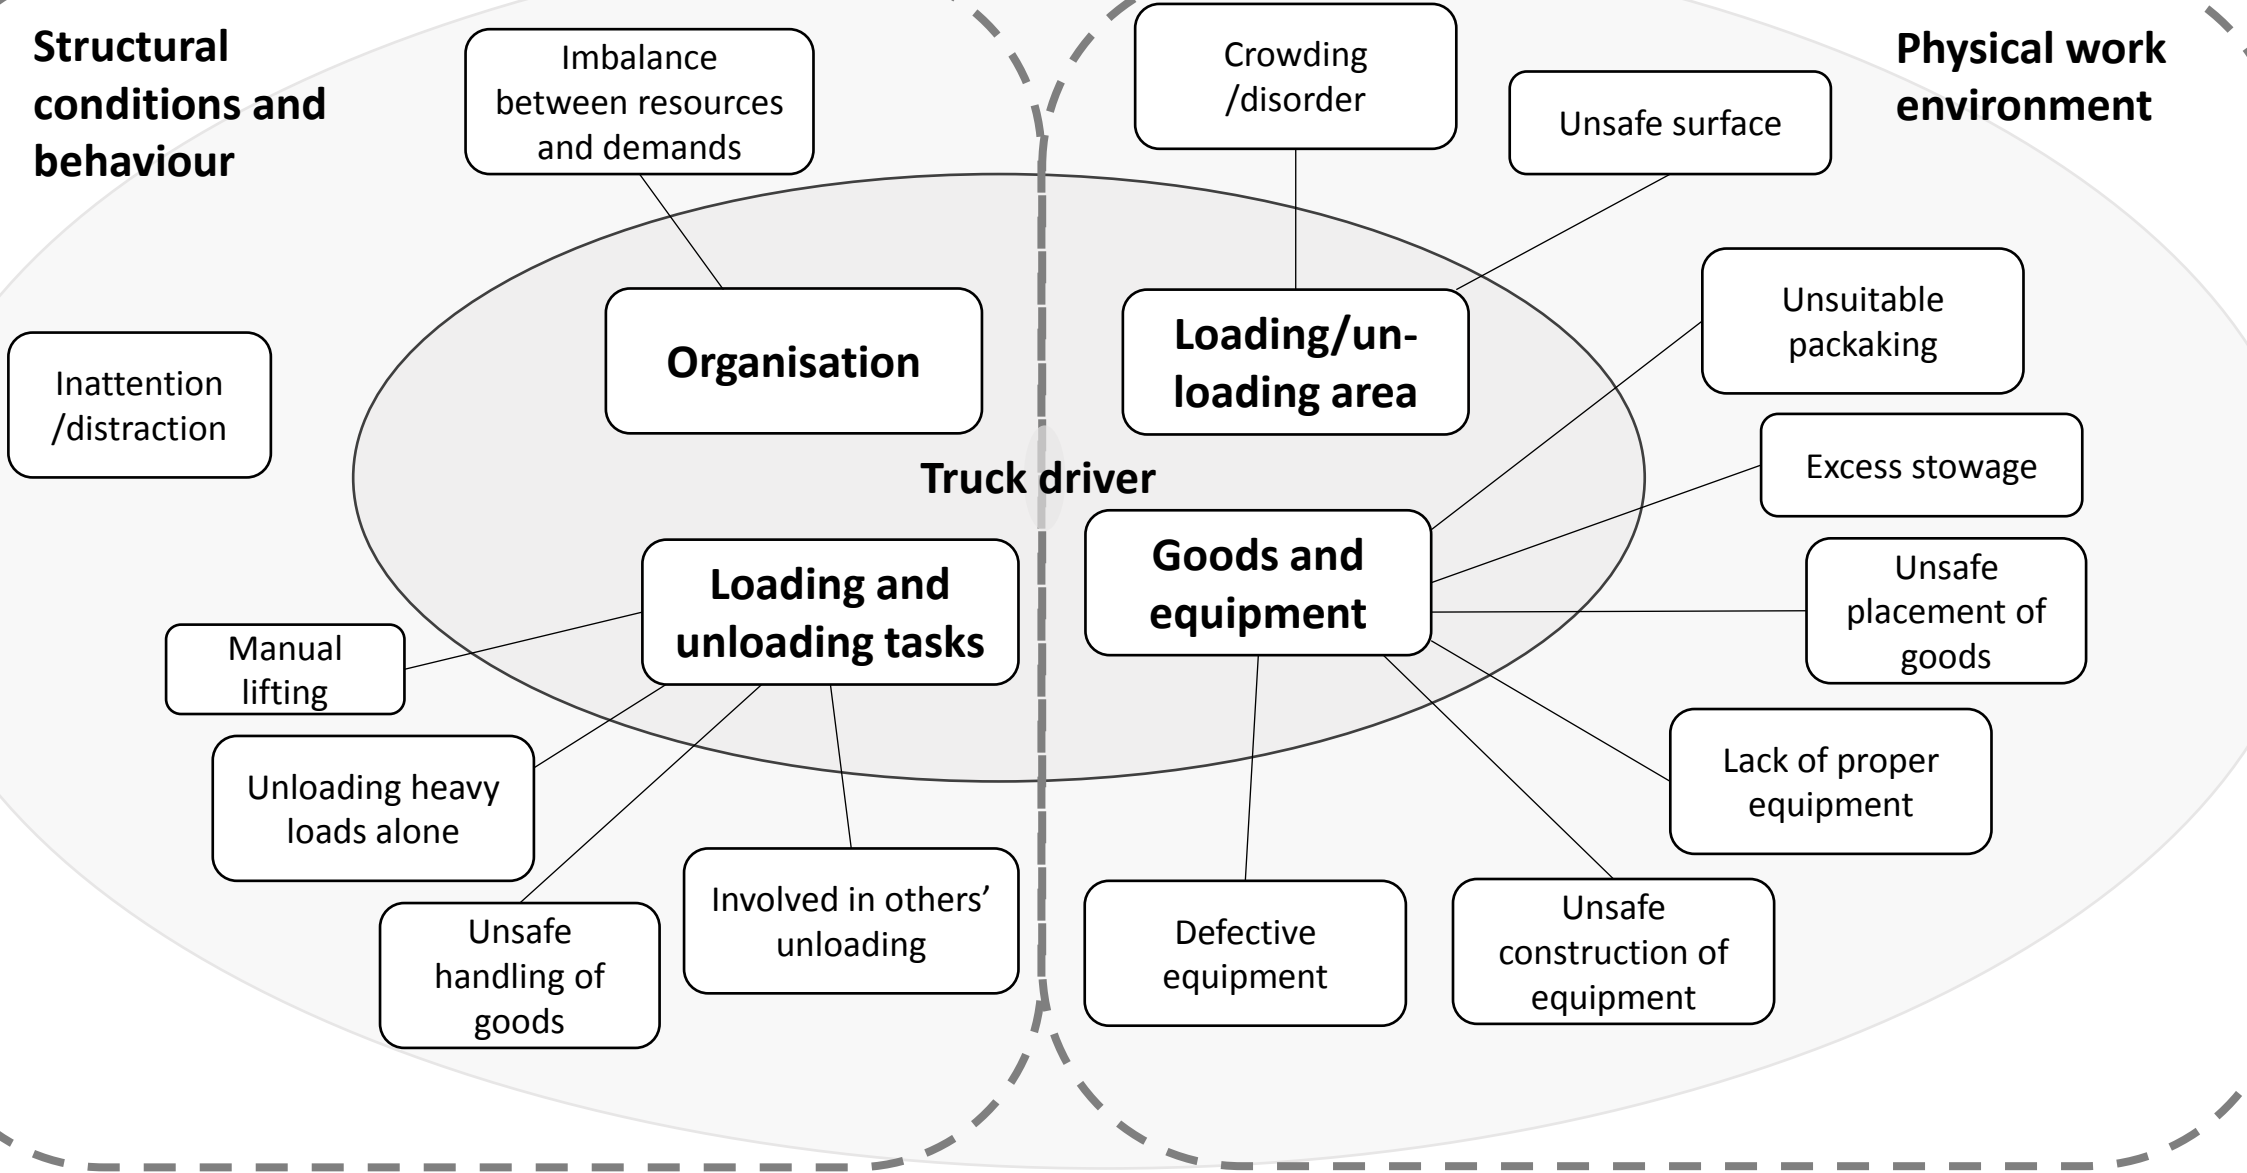 Structural
conditions and
behaviour
Imbalance
between resources
and demands
Crowding
/disorder
Unsafe surface
Physical work
environment
Inattention
/distraction
Organisation
Loading/un-
loading area
Unsuitable
packaking
Excess stowage
Truck driver
Loading and
unloading tasks
Goods and
equipment
Unsafe
placement of
goods
Manual
lifting
Unloading heavy
loads alone
Lack of proper
equipment
Unsafe
handling of
goods
Involved in others’
unloading
Defective
equipment
Unsafe
construction of
equipment